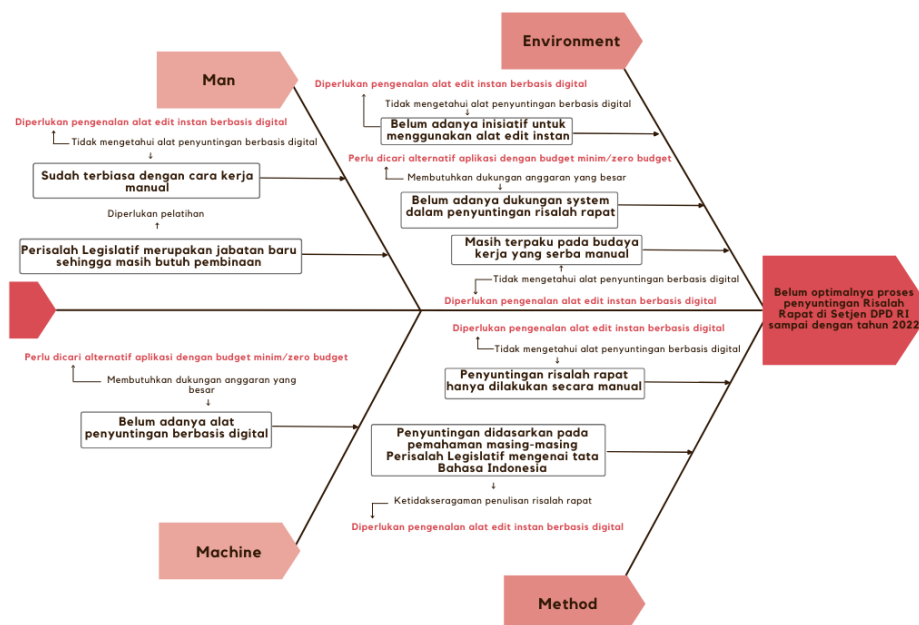 Environment
Man
Diperlukan pengenalan alat edit instan berbasis digital
Tidak mengetahui alat penyuntingan berbasis digital
Belum adanya inisiatif untuk
menggunakan alat edit instan
Diperlukan pengenalan alat edit instan berbasis digital
Tidak mengetahui alat penyuntingan berbasis digital
Sudah terbiasa dengan cara kerja
manual
Perlu dicari alternatif aplikasi dengan budget minim/zero budget
Membutuhkan dukungan anggaran yang besar
Belum adanya dukungan system
dalam penyuntingan risalah rapat
Diperlukan pelatihan
Perisalah Legislatif merupakan jabatan baru
sehingga masih butuh pembinaan
Masih terpaku pada budaya
kerja yang serba manual
Tidak mengetahui alat penyuntingan berbasis digital
Diperlukan pengenalan alat edit instan berbasis digital
Belum optimalnya proses
penyuntingan Risalah
Rapat di Setjen DPD RI
sampai dengan tahun 2022
Diperlukan pengenalan alat edit instan berbasis digital
Tidak mengetahui alat penyuntingan berbasis digital
Penyuntingan risalah rapat
hanya dilakukan secara manual
Perlu dicari alternatif aplikasi dengan budget minim/zero budget
Membutuhkan dukungan anggaran yang
besar
Belum adanya alat
penyuntingan berbasis digital
Penyuntingan didasarkan pada
pemahaman masing-masing
Perisalah Legislatif mengenai tata
Bahasa Indonesia
Ketidakseragaman penulisan risalah rapat
Diperlukan pengenalan alat edit instan berbasis digital
Machine
Method